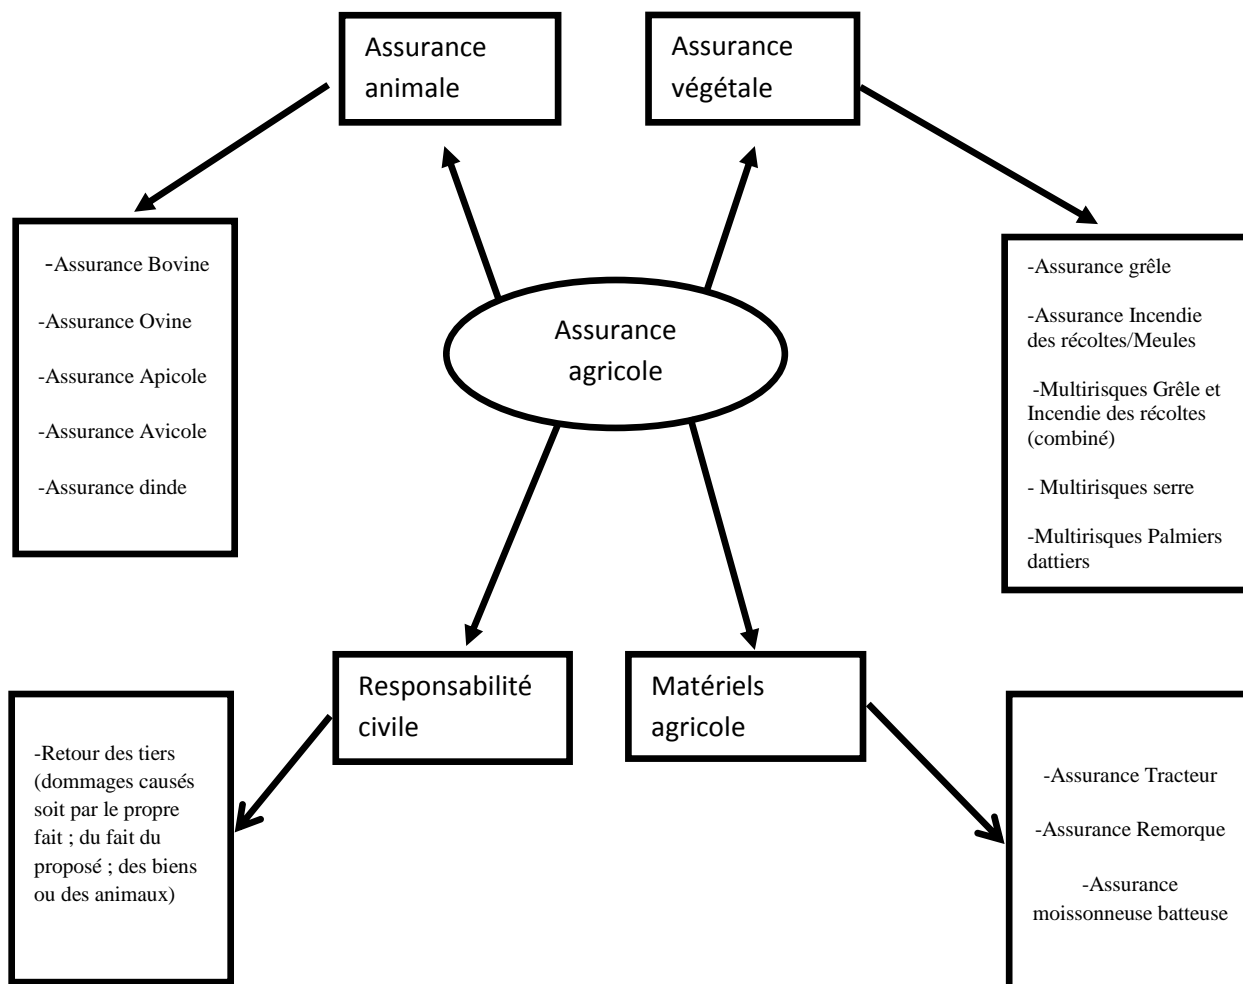 Assurance
animale
Assurance
végétale
-Assurance Bovine
-Assurance Ovine
-Assurance Apicole
-Assurance Avicole
-Assurance dinde
Assurance
agricole
-Assurance grêle
-Assurance Incendie
des récoltes/Meules
-Multirisques Grêle et
Incendie des récoltes
(combiné)
- Multirisques serre
-Multirisques Palmiers
dattiers
Responsabilité
civile
Matériels
agricole
-Retour des tiers
(dommages causés
soit par le propre
fait ; du fait du
proposé ; des biens
ou des animaux)
-Assurance Tracteur
-Assurance Remorque
-Assurance
moissonneuse batteuse